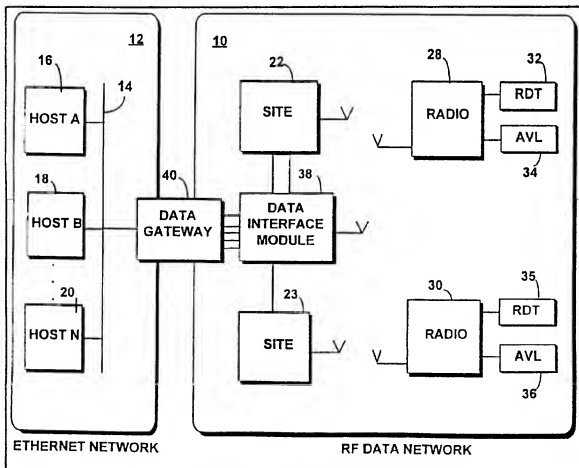 12
16
14
HOST A
18
HOST B
20
HOST N
ETHERNET NETWORK
40
DATA
GATEWAY
10
22
SITE
38
DATA
INTERFACE
MODULE
23
SITE
28
RADIO
32
RDT
AVL
34
30
RADIO
35
RDT
AVL
36
RF DATA NETWORK